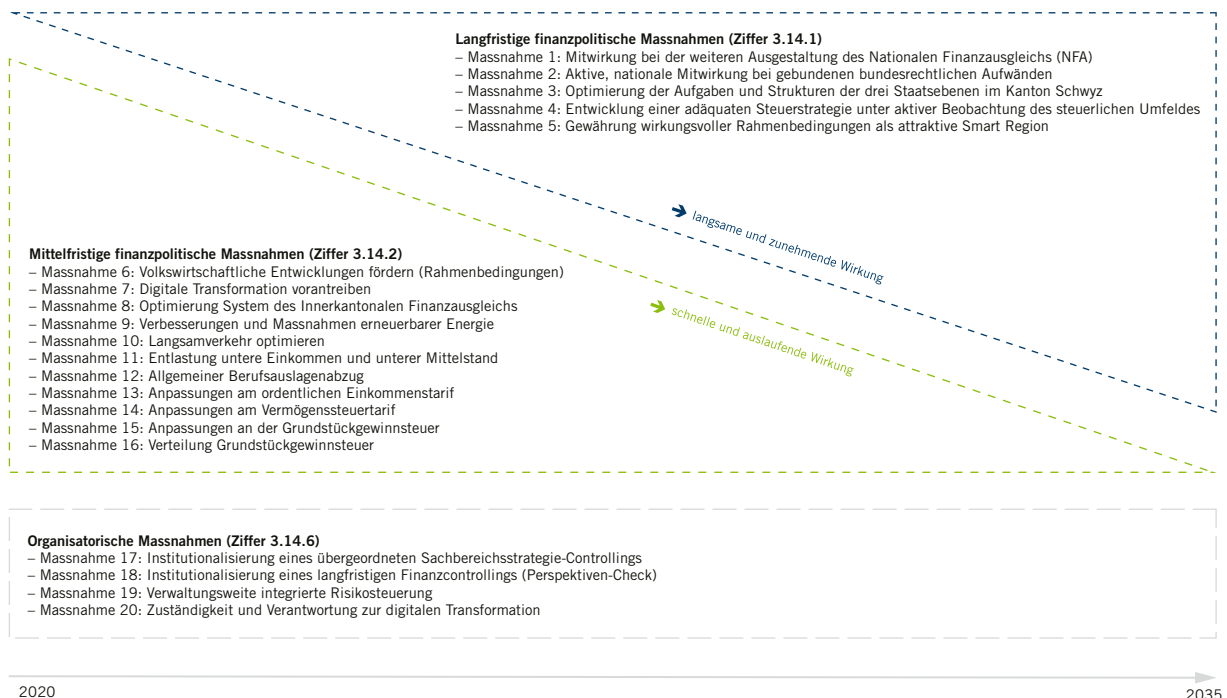 Langfristige finanzpolitische Massnahmen (Ziffer 3.14.1)
– Massnahme 1: Mitwirkung bei der weiteren Ausgestaltung des Nationalen Finanzausgleichs (NFA)
– Massnahme 2: Aktive, nationale Mitwirkung bei gebundenen bundesrechtlichen Aufwänden
– Massnahme 3: Optimierung der Aufgaben und Strukturen der drei Staatsebenen im Kanton Schwyz
– Massnahme 4: Entwicklung einer adäquaten Steuerstrategie unter aktiver Beobachtung des steuerlichen Umfeldes
– Massnahme 5: Gewährung wirkungsvoller Rahmenbedingungen als attraktive Smart Region
langsame und zunehmende Wirkung
Mittelfristige finanzpolitische Massnahmen (Ziffer 3.14.2)
– Massnahme 6: Volkswirtschaftliche Entwicklungen fördern (Rahmenbedingungen)
– Massnahme 7: Digitale Transformation vorantreiben
– Massnahme 8: Optimierung System des Innerkantonalen Finanzausgleichs
– Massnahme 9: Verbesserungen und Massnahmen erneuerbarer Energie
– Massnahme 10: Langsamverkehr optimieren
– Massnahme 11: Entlastung untere Einkommen und unterer Mittelstand
– Massnahme 12: Allgemeiner Berufsauslagenabzug
– Massnahme 13: Anpassungen am ordentlichen Einkommenstarif
– Massnahme 14: Anpassungen am Vermögenssteuertarif
– Massnahme 15: Anpassungen an der Grundstückgewinnsteuer
– Massnahme 16: Verteilung Grundstückgewinnsteuer
schnelle und auslaufende Wirkung
Organisatorische Massnahmen (Ziffer 3.14.6)
– Massnahme 17: Institutionalisierung eines übergeordneten Sachbereichsstrategie-Controllings
– Massnahme 18: Institutionalisierung eines langfristigen Finanzcontrollings (Perspektiven-Check)
– Massnahme 19: Verwaltungsweite integrierte Risikosteuerung
– Massnahme 20: Zuständigkeit und Verantwortung zur digitalen Transformation
2020
2035